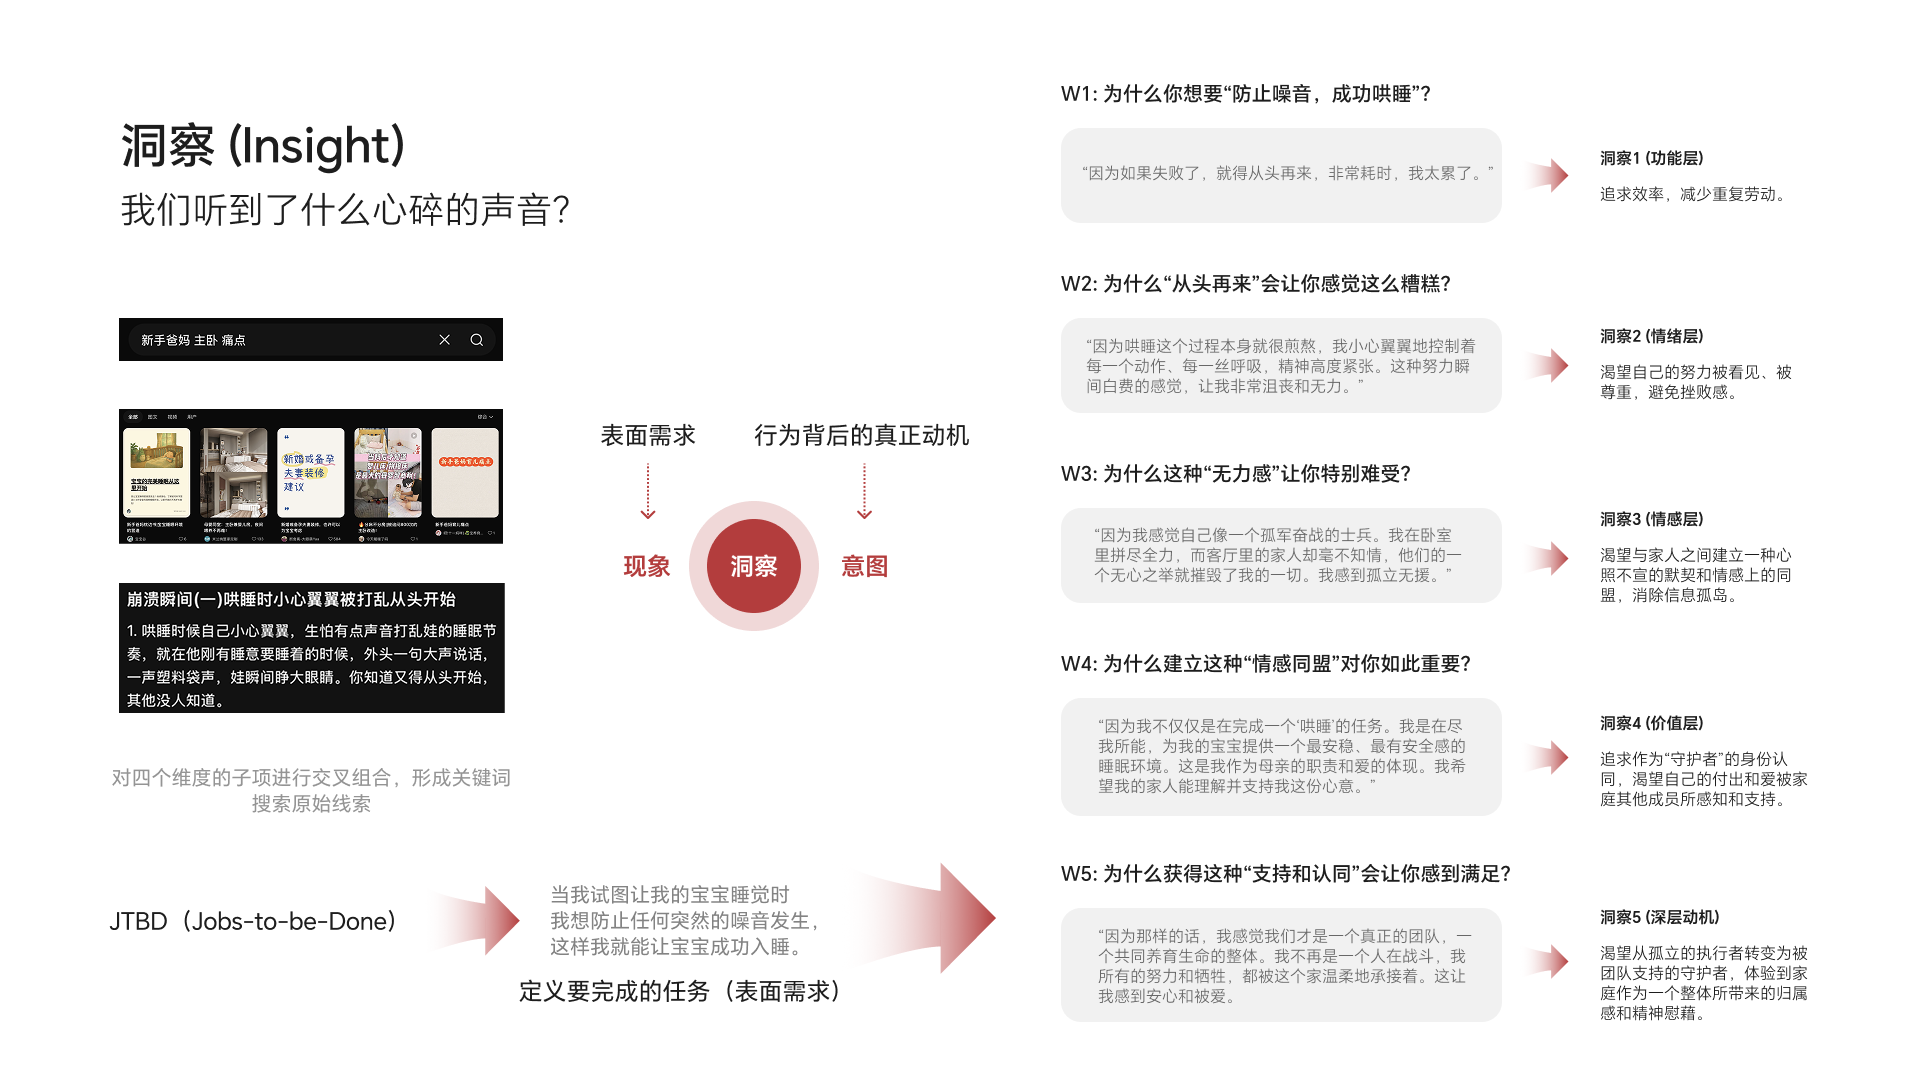 洞察 (Insight)
我们听到了什么心碎的声音？
新手爸妈 主卧 痛点
全部 图文 视频 用户
综合
宝宝的完美睡眠从这
里开始
新婚或备孕
夫妻装修
建议
新手爸妈育儿痛点
崩溃瞬间(一)哄睡时小心翼翼被打乱从头开始
1. 哄睡时候自己小心翼翼，生怕有点声音打乱娃的睡眠节
奏，就在他刚有睡意要睡着的时候，外头一句大声说话，
一声塑料袋声，娃瞬间睁大眼睛。你知道又得从头开始，
其他没人知道。
对四个维度的子项进行交叉组合，形成关键词
搜索原始线索
表面需求
行为背后的真正动机
现象
洞察
意图
JTBD（Jobs-to-be-Done）
当我试图让我的宝宝睡觉时
我想防止任何突然的噪音发生，
这样我就能让宝宝成功入睡。
定义要完成的任务（表面需求）
W1: 为什么你想要“防止噪音，成功哄睡”？
“因为如果失败了，就得从头再来，非常耗时，我太累了。”
洞察1 (功能层)
追求效率，减少重复劳动。
W2: 为什么“从头再来”会让你感觉这么糟糕？
“因为哄睡这个过程本身就很煎熬，我小心翼翼地控制着
每一个动作、每一丝呼吸，精神高度紧张。这种努力瞬
间白费的感觉，让我非常沮丧和无力。”
洞察2 (情绪层)
渴望自己的努力被看见、被
尊重，避免挫败感。
W3: 为什么这种“无力感”让你特别难受？
“因为我感觉自己像一个孤军奋战的士兵。我在卧室
里拼尽全力，而客厅里的家人却毫不知情，他们的一
个无心之举就摧毁了我的一切。我感到孤立无援。”
洞察3 (情感层)
渴望与家人之间建立一种心
照不宣的默契和情感上的同
盟，消除信息孤岛。
W4: 为什么建立这种“情感同盟”对你如此重要？
“因为我不仅仅是在完成一个‘哄睡’的任务。我是在尽
我所能，为我的宝宝提供一个最安稳、最有安全感的
睡眠环境。这是我作为母亲的职责和爱的体现。我希
望我的家人能理解并支持我这份心意。”
洞察4 (价值层)
追求作为“守护者”的身份认
同，渴望自己的付出和爱被家
庭其他成员所感知和支持。
W5: 为什么获得这种“支持和认同”会让你感到满足？
“因为那样的话，我感觉我们才是一个真正的团队，一
个共同养育生命的整体。我不再是一个人在战斗，我
所有的努力和牺牲，都被这个家温柔地承接着。这让
我感到安心和被爱。
洞察5 (深层动机)
渴望从孤立的执行者转变为被
团队支持的守护者，体验到家
庭作为一个整体所带来的归属
感和精神慰藉。